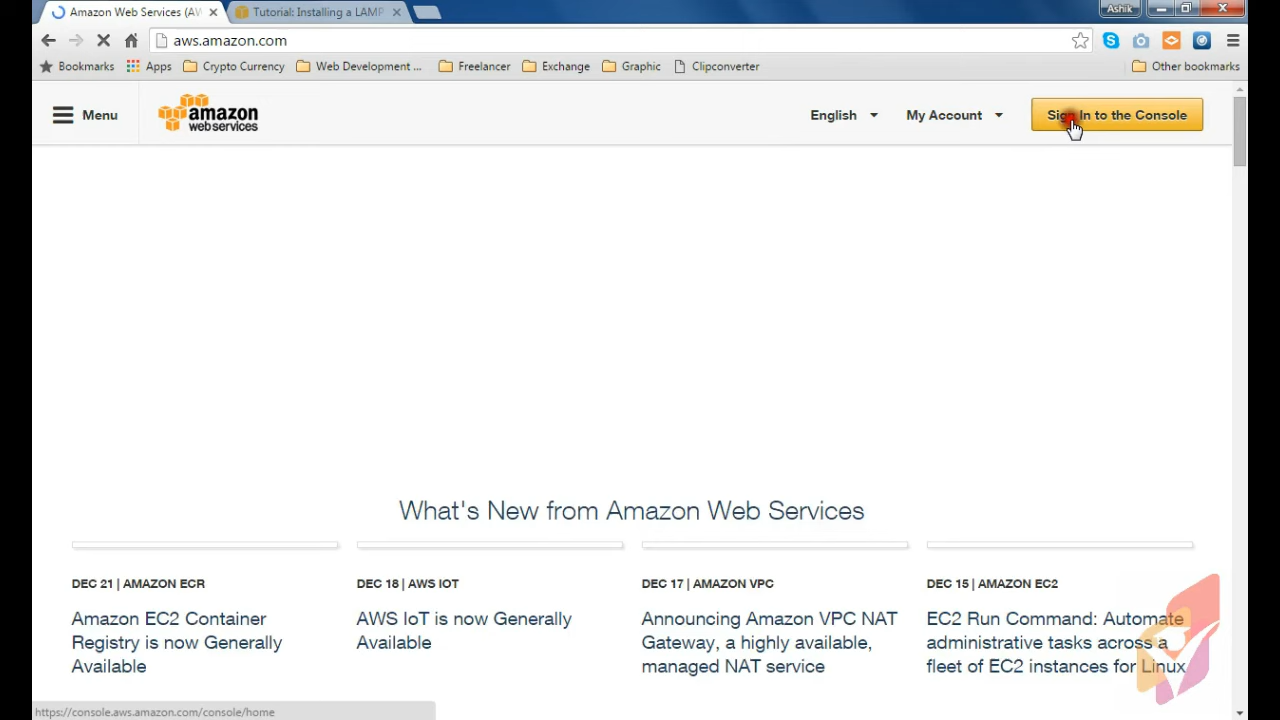 Amazon Web Services (AW
Tutorial: Installing a LAMP
Ashik
aws.amazon.com
Bookmarks
Apps
Crypto Currency
Web Development ...
Freelancer
Exchange
Graphic
Clipconverter
Other bookmarks
Menu
amazon
webservices
English
My Account
Sign In to the Console
What's New from Amazon Web Services
DEC 21 | AMAZON ECR
Amazon EC2 Container
Registry is now Generally
Available
DEC 18 | AWS IOT
AWS IoT is now Generally
Available
DEC 17 | AMAZON VPC
Announcing Amazon VPC NAT
Gateway, a highly available,
managed NAT service
DEC 15 | AMAZON EC2
EC2 Run Command: Automate
administrative tasks across a
fleet of EC2 instances for Linux
https://console.aws.amazon.com/console/home